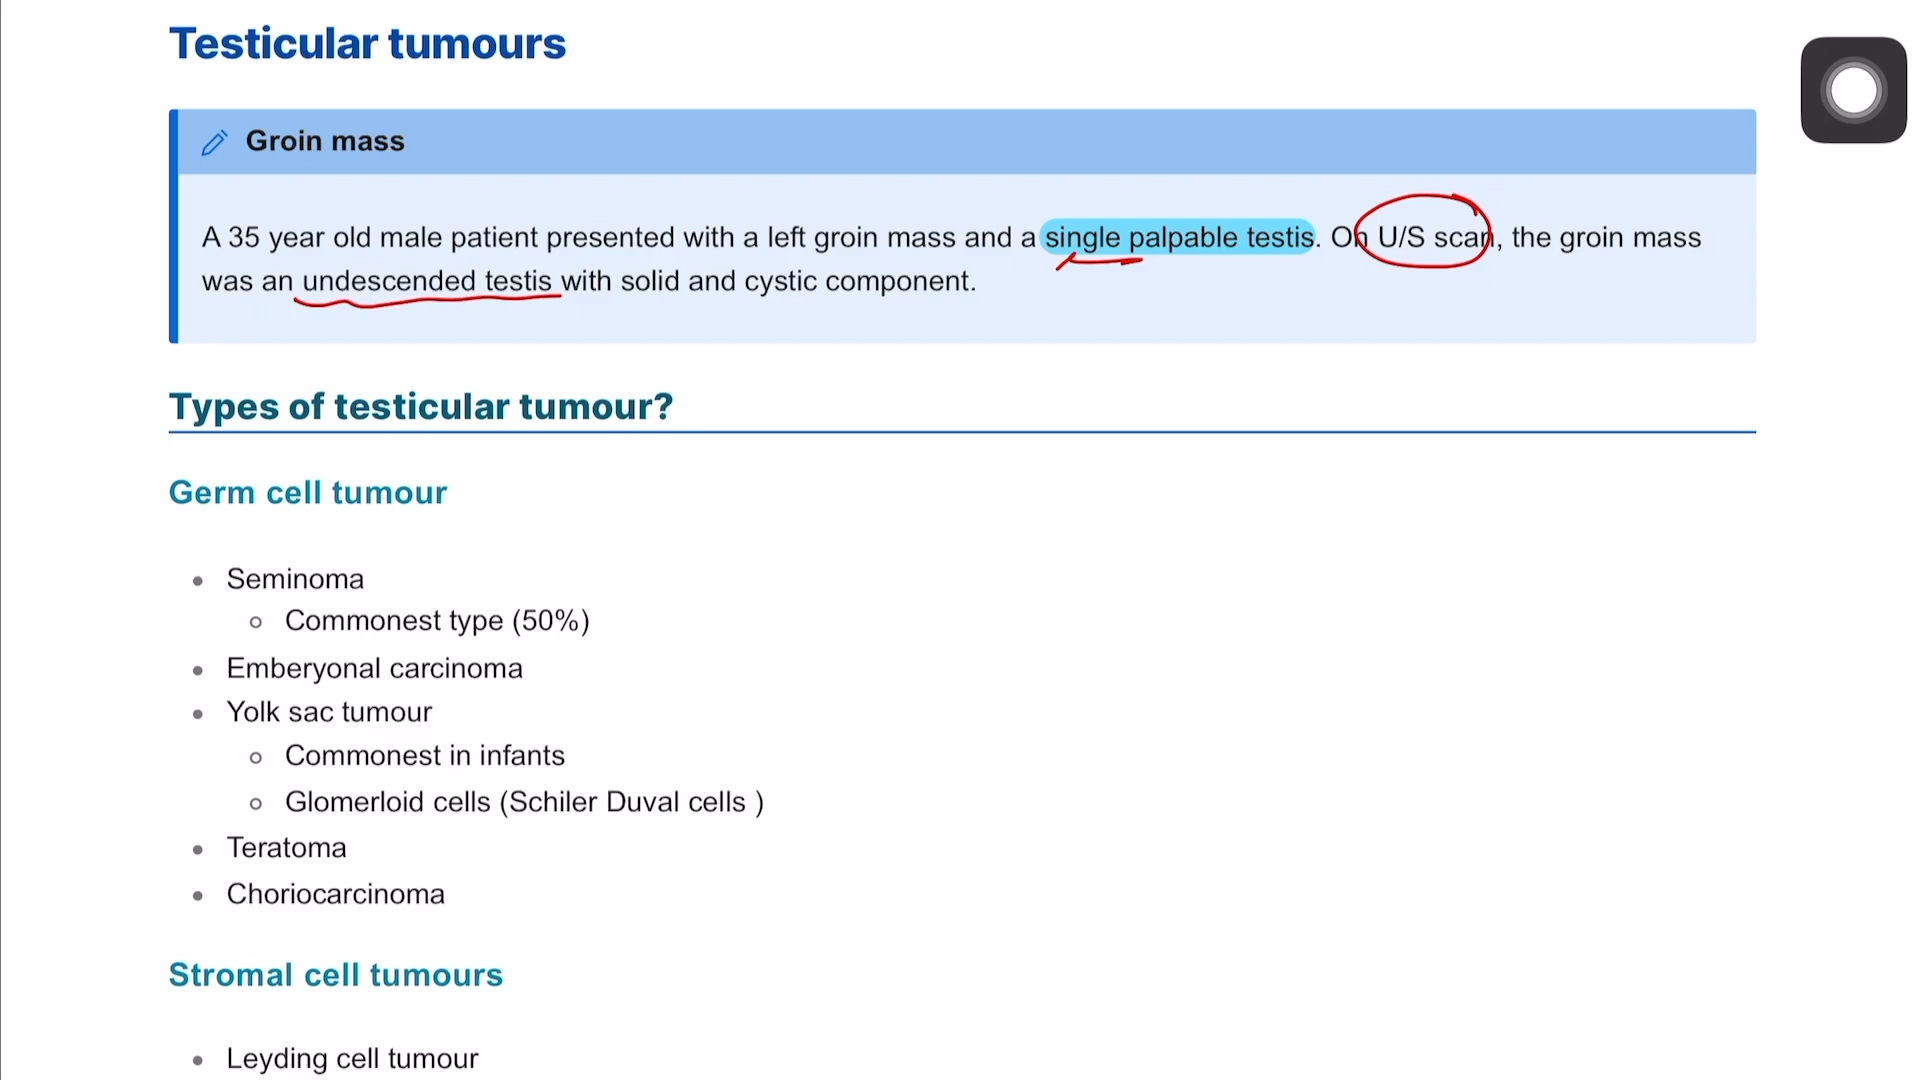 Testicular tumours
Groin mass
A 35 year old male patient presented with a left groin mass and a single palpable testis. On U/S scan, the groin mass
was an undescended testis with solid and cystic component.
Types of testicular tumour?
Germ cell tumour
Seminoma
Commonest type (50%)
Emberyonal carcinoma
Yolk sac tumour
Commonest in infants
Glomerloid cells (Schiler Duval cells )
Teratoma
Choriocarcinoma
Stromal cell tumours
Leyding cell tumour